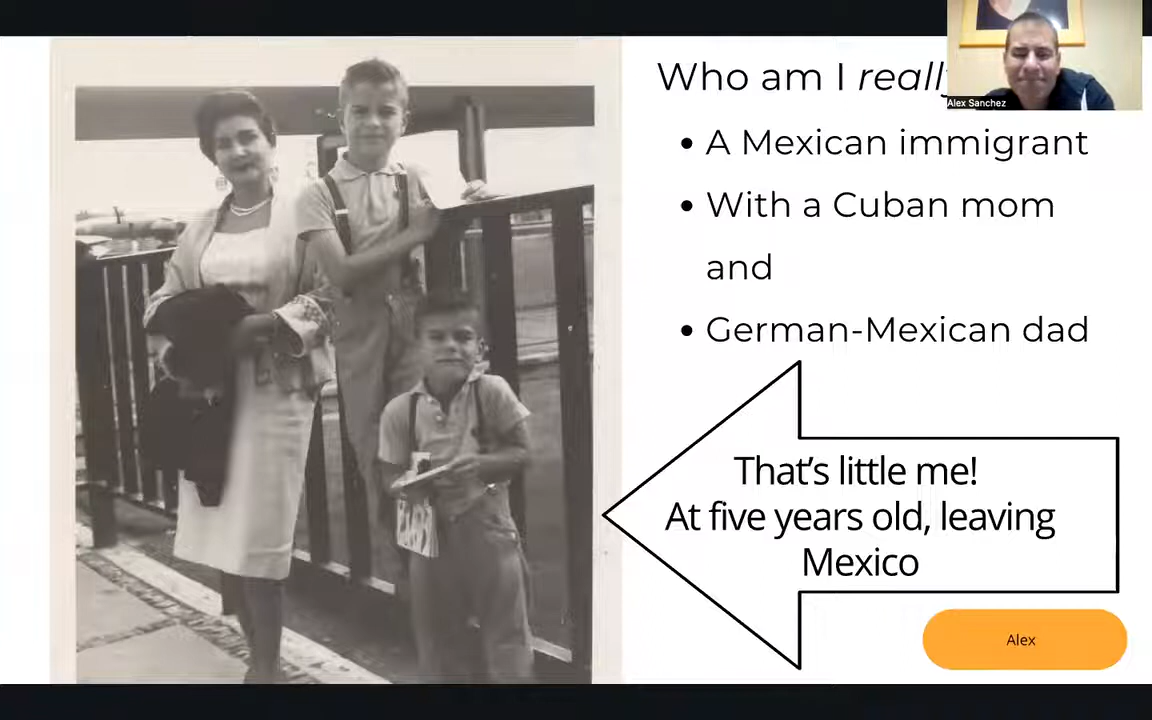 Who am I really
Alex Sanchez
• A Mexican immigrant
• With a Cuban mom
and
• German-Mexican dad
That's little me!
At five years old, leaving
Mexico
Alex